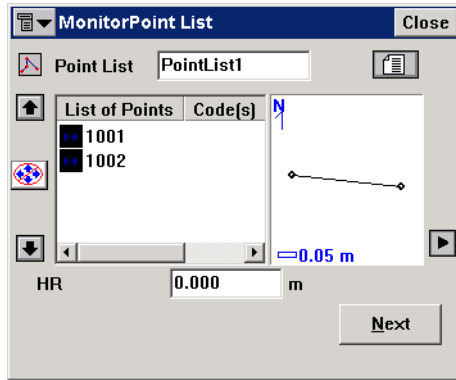 MonitorPoint List Close
Point List PointList1
List of Points Code(s)
1001
1002
N
0.05 m
HR 0.000 m
Next